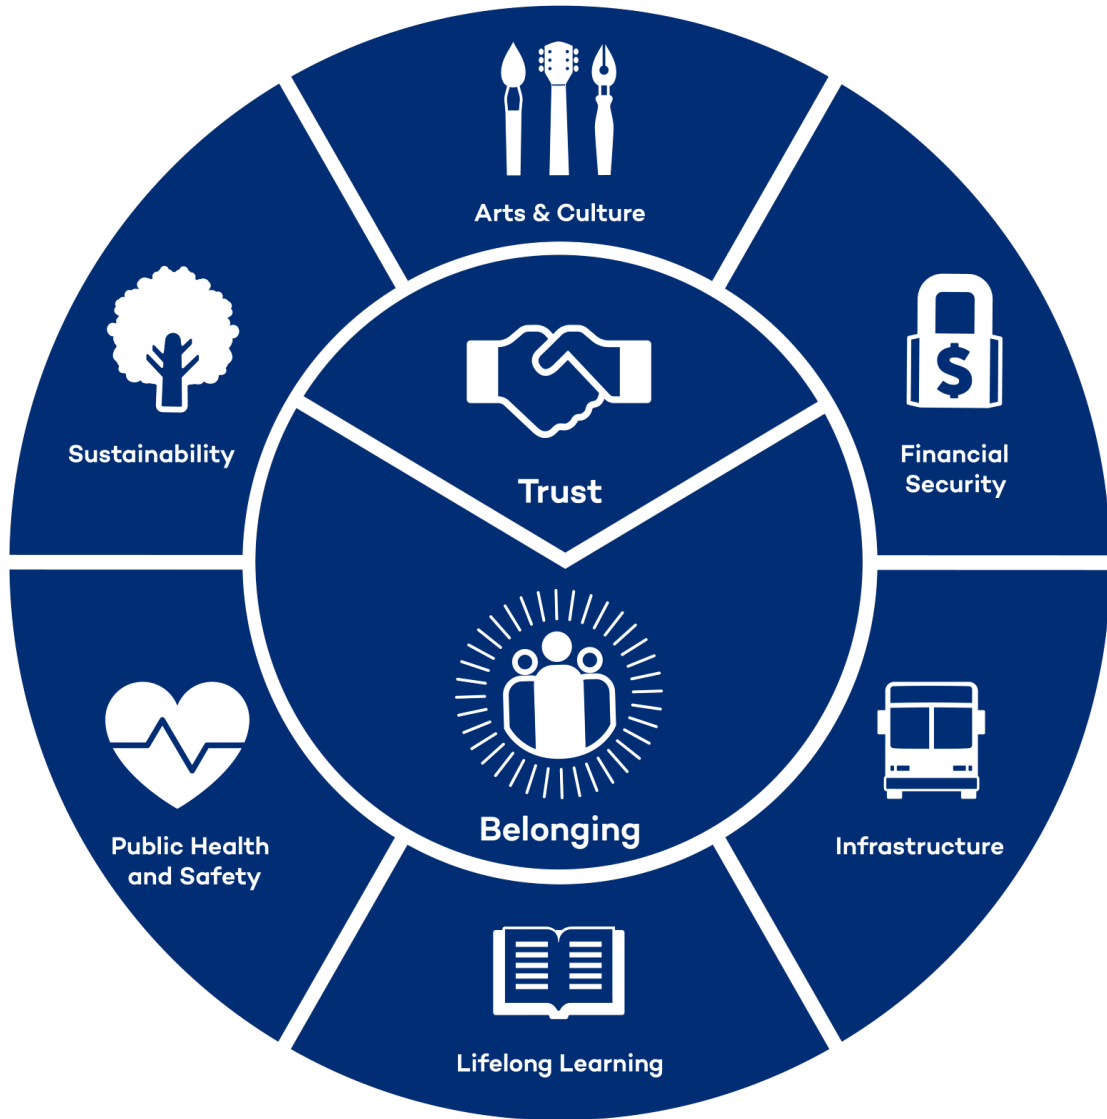 Arts & Culture
Sustainability
Financial
Security
$
Trust
Belonging
Public Health
and Safety
Infrastructure
Lifelong Learning